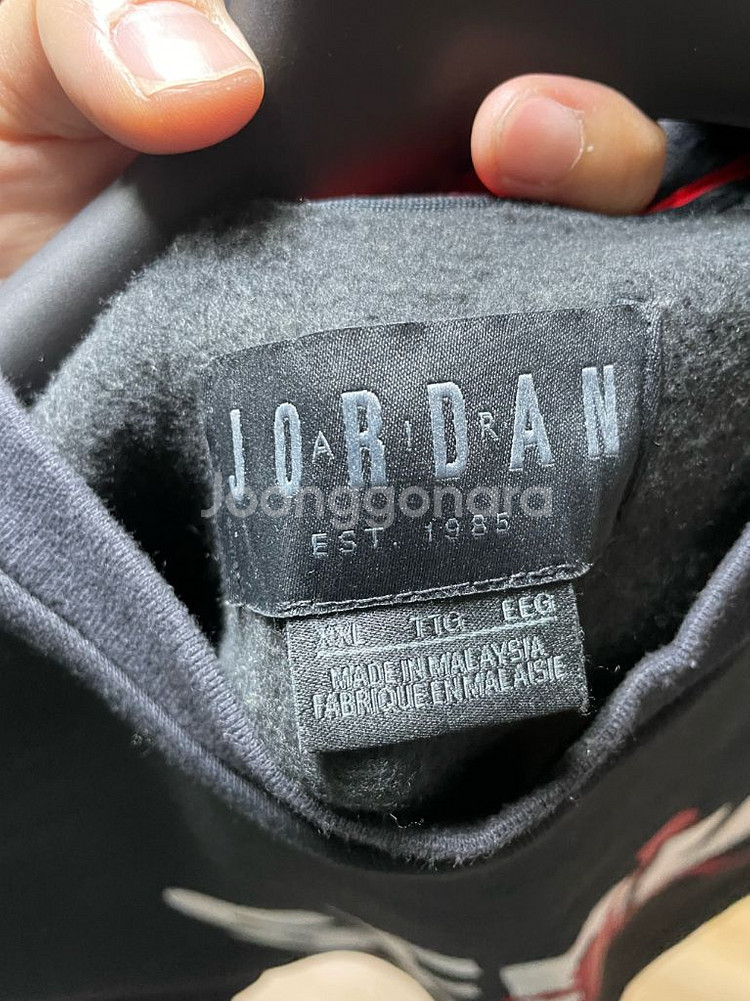 JORDAN
AIR
Joonggonara
EST. 1985
XXL TTG EEG
MADE IN MALAYSIA
FABRIQUE EN MALAISIE